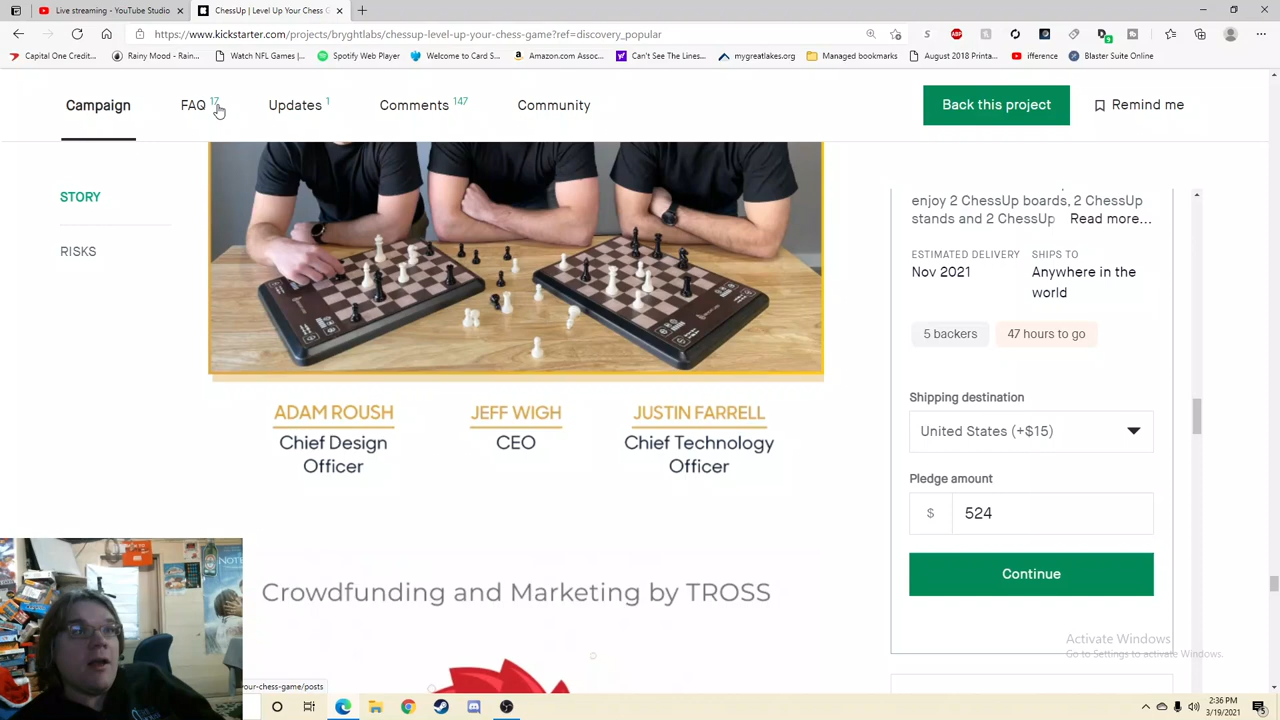 Live streaming - YouTube Studio
ChessUp | Level Up Your Chess G
https://www.kickstarter.com/projects/bryghtlabs/chessup-level-up-your-chess-game?ref=discovery_popular
Capital One Credit...
Rainy Mood - Rain...
Watch NFL Games |...
Spotify Web Player
Welcome to Card S...
Amazon.com Assoc...
Can't See The Lines...
mygreatlakes.org
Managed bookmarks
August 2018 Printa...
ifference
Blaster Suite Online
Campaign
FAQ 17
Updates 1
Comments 147
Community
Back this project
Remind me
STORY
RISKS
enjoy 2 ChessUp boards, 2 ChessUp
stands and 2 ChessUp Read more...
ESTIMATED DELIVERY
SHIPS TO
Nov 2021
Anywhere in the
world
5 backers
47 hours to go
Shipping destination
United States (+$15)
Pledge amount
$ 524
Continue
ADAM ROUSH
Chief Design
Officer
JEFF WIGH
CEO
JUSTIN FARRELL
Chief Technology
Officer
Crowdfunding and Marketing by TROSS
Activate Windows
Go to Settings to activate Windows.
our-chess-game/posts
2:36 PM
3/19/2021